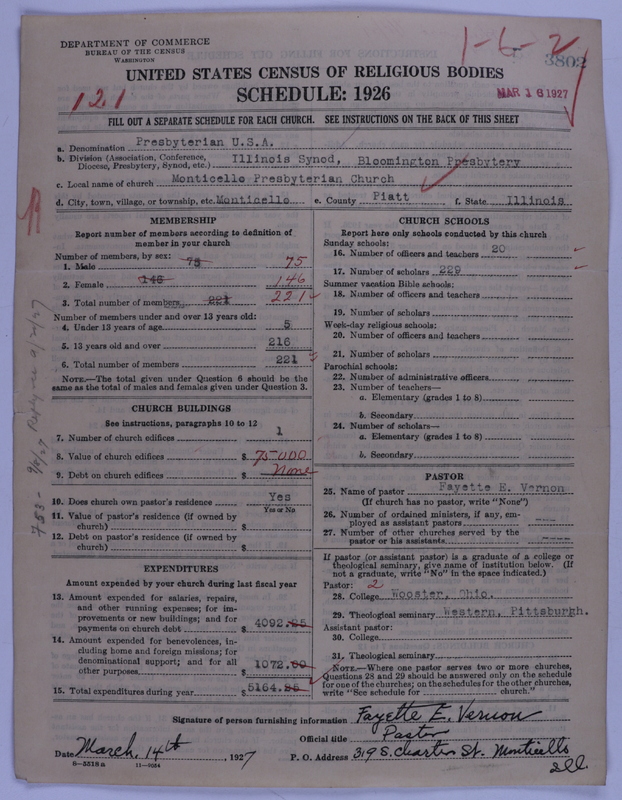 DEPARTMENT OF COMMERCE
BUREAU OF THE CENSUS
WASHINGTON
1-6-2
3802
MAR 16 1927
121
UNITED STATES CENSUS OF RELIGIOUS BODIES
SCHEDULE: 1926
FILL OUT A SEPARATE SCHEDULE FOR EACH CHURCH. SEE INSTRUCTIONS ON THE BACK OF THIS SHEET
a. Denomination Presbyterian U.S.A.
b. Division (Association, Conference, Diocese, Presbytery, Synod, etc.) Illinois Synod, Bloomington Presbytery
c. Local name of church Monticello Presbyterian Church
d. City, town, village, or township, etc. Monticello e. County Piatt f. State Illinois
MEMBERSHIP
Report number of members according to definition of
member in your church
Number of members, by sex:
1. Male 75 75
2. Female 146 146
3. Total number of members 221 221
Number of members under and over 13 years old:
4. Under 13 years of age 5
5. 13 years old and over 216
6. Total number of members 221
NOTE.—The total given under Question 6 should be the
same as the total of males and females given under Question 3.
CHURCH BUILDINGS
See instructions, paragraphs 10 to 12
7. Number of church edifices 1
8. Value of church edifices $ 75000
9. Debt on church edifices $ None
10. Does church own pastor's residence Yes
Yes or No
11. Value of pastor's residence (if owned by
church) $
12. Debt on pastor's residence (if owned by
church) $
EXPENDITURES
Amount expended by your church during last fiscal year
13. Amount expended for salaries, repairs,
and other running expenses; for im-
provements or new buildings; and for
payments on church debt $ 4092.25
14. Amount expended for benevolences, in-
cluding home and foreign missions; for
denominational support; and for all
other purposes $ 1072.60
15. Total expenditures during year $ 5164.85
CHURCH SCHOOLS
Report here only schools conducted by this church
Sunday schools:
16. Number of officers and teachers 20
17. Number of scholars 229
Summer vacation Bible schools:
18. Number of officers and teachers
19. Number of scholars
Week-day religious schools:
20. Number of officers and teachers
21. Number of scholars
Parochial schools:
22. Number of administrative officers
23. Number of teachers—
a. Elementary (grades 1 to 8)
b. Secondary
24. Number of scholars—
a. Elementary (grades 1 to 8)
b. Secondary
PASTOR
25. Name of pastor Fayette E. Vernon
(If church has no pastor, write "None")
26. Number of ordained ministers, if any, em-
ployed as assistant pastors ----
27. Number of other churches served by the
pastor or his assistants ----
If pastor (or assistant pastor) is a graduate of a college or
theological seminary, give name of institution below. (If
not a graduate, write "No" in the space indicated.)
Pastor: 2
28. College Wooster, Ohio.
29. Theological seminary Western, Pittsburgh.
Assistant pastor:
30. College
31. Theological seminary
NOTE.—Where one pastor serves two or more churches,
Questions 28 and 29 should be answered only on the schedule
for one of the churches; on the schedules for the other churches,
write "See schedule for church."
Signature of person furnishing information Fayette E. Vernon
Official title Pastor
Date March, 14th, 1927 P. O. Address 319 S. Charter St. Monticello
Ill.
8—5518a 11—9054